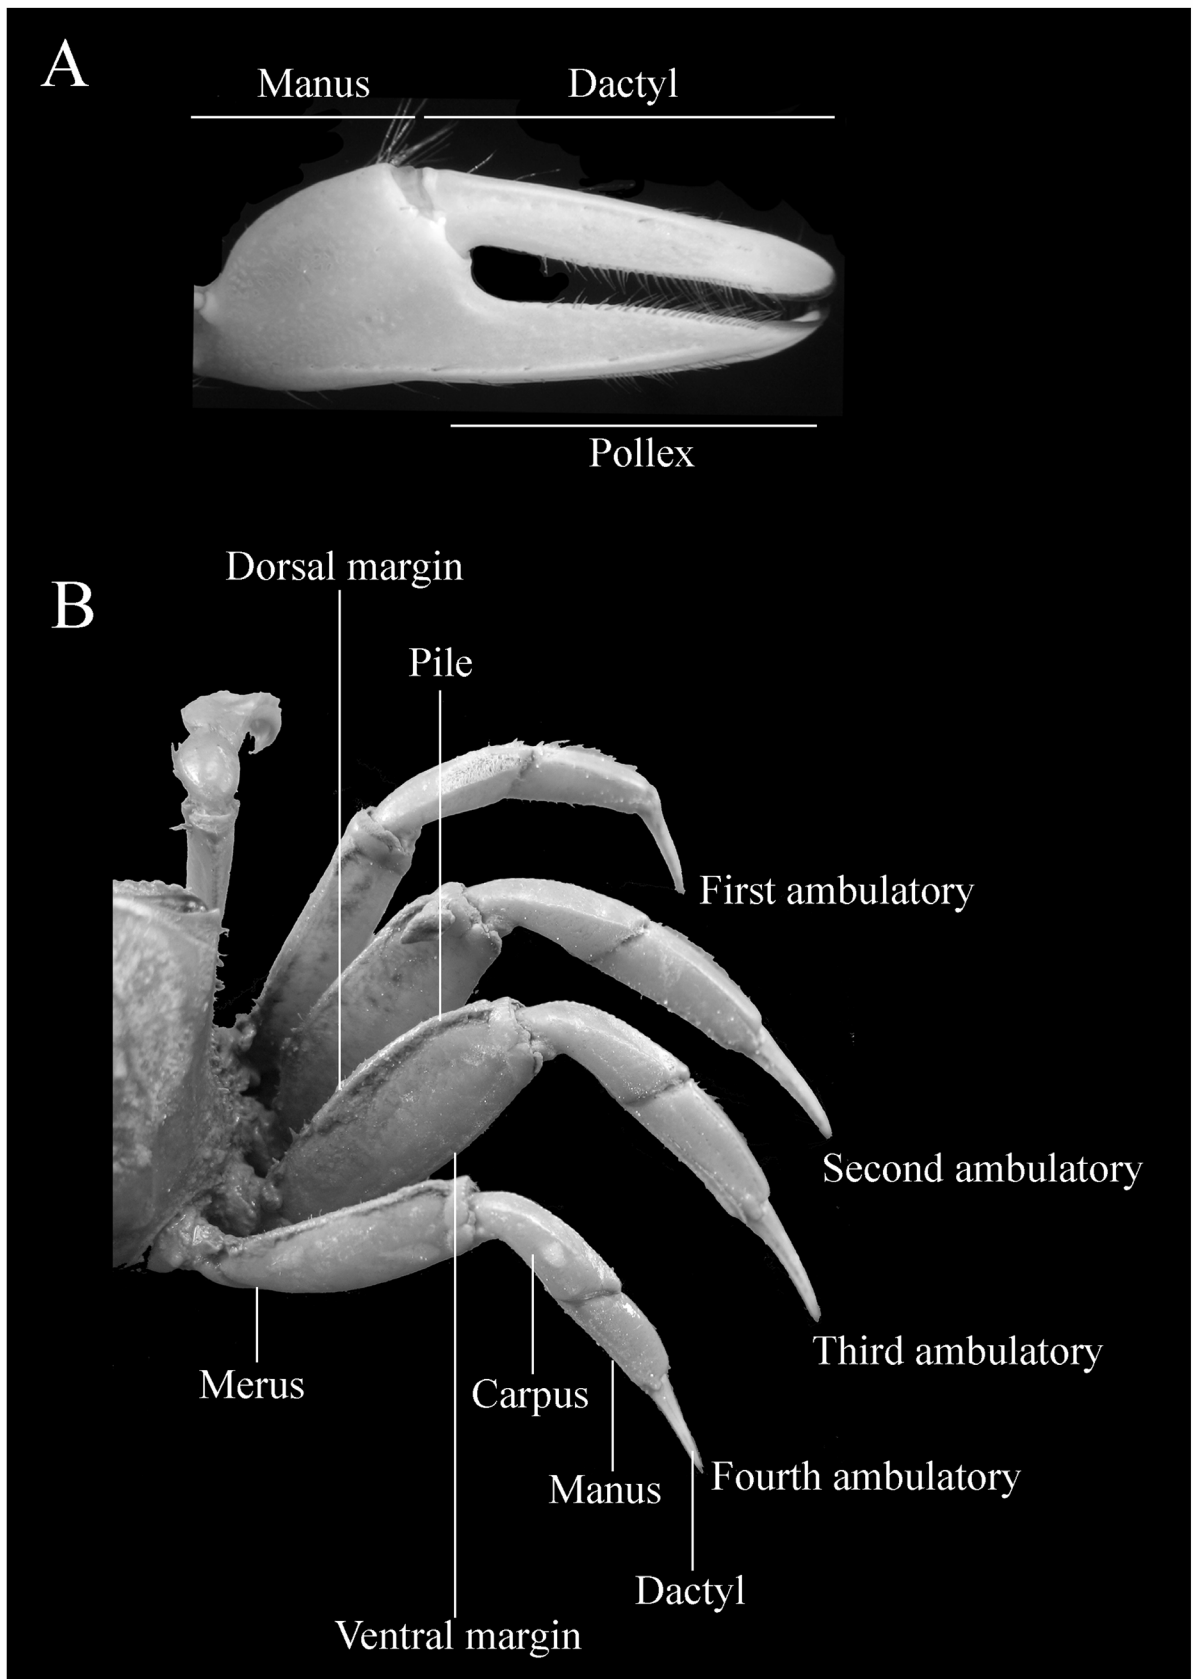 A
Manus
Dactyl
Pollex
B
Dorsal margin
Pile
First ambulatory
Second ambulatory
Third ambulatory
Merus
Carpus
Fourth ambulatory
Manus
Dactyl
Ventral margin